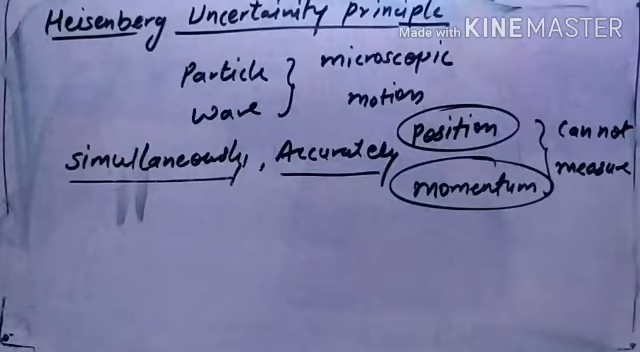 Heisenberg Uncertainity principle
Made with KINEMASTER
Particle } microscopic
wave motion
position } cannot
simultaneously, Accurately
momentum measure